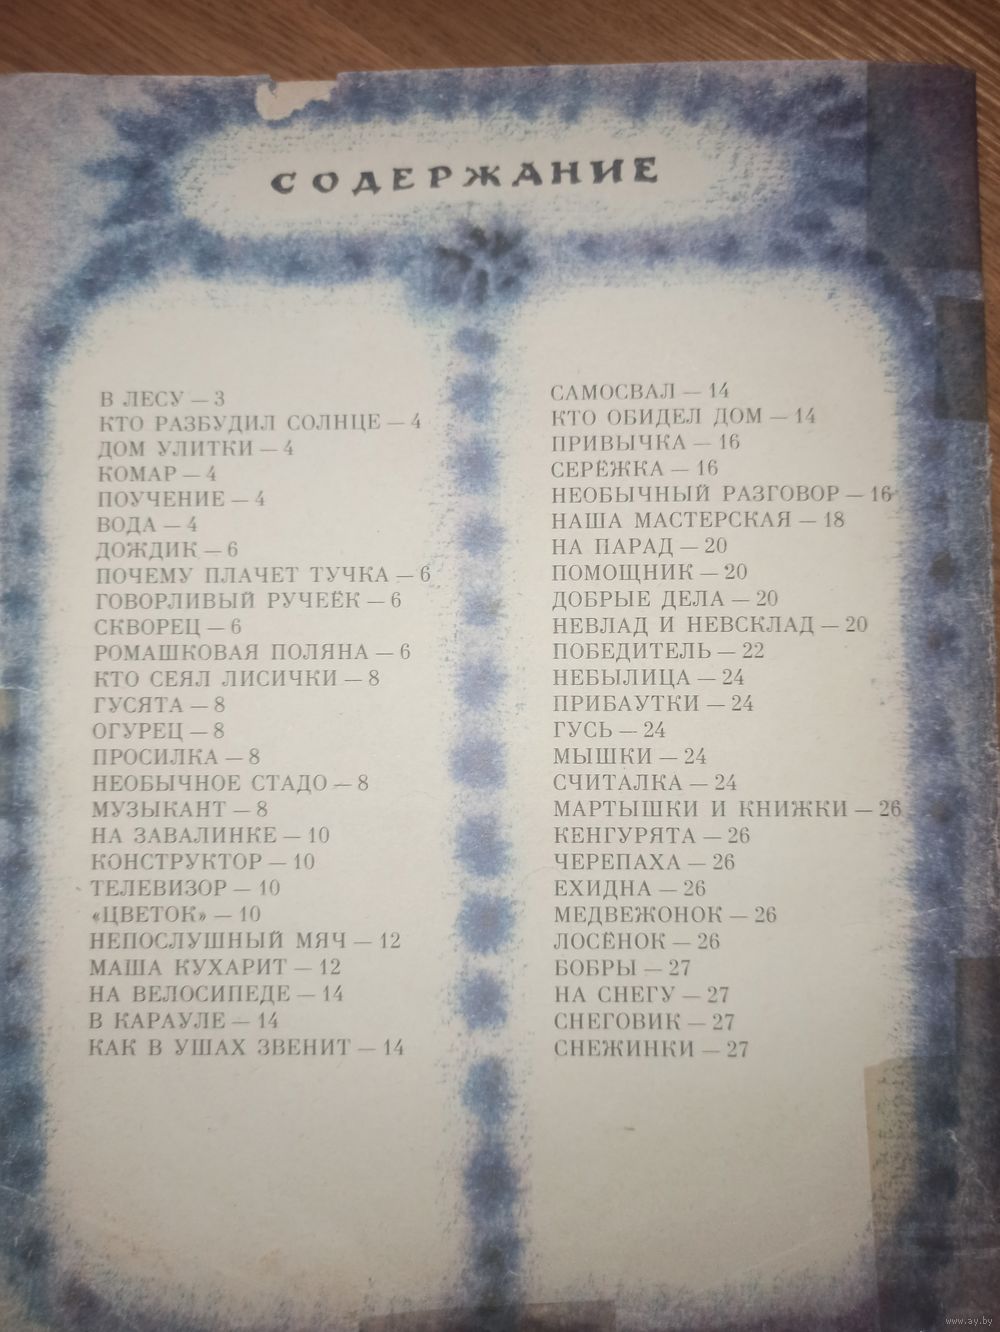 СОДЕРЖАНИЕ
В ЛЕСУ — 3
КТО РАЗБУДИЛ СОЛНЦЕ — 4
ДОМ УЛИТКИ — 4
КОМАР — 4
ПОУЧЕНИЕ — 4
ВОДА — 4
ДОЖДИК — 6
ПОЧЕМУ ПЛАЧЕТ ТУЧКА — 6
ГОВОРЛИВЫЙ РУЧЕЁК — 6
СКВОРЕЦ — 6
РОМАШКОВАЯ ПОЛЯНА — 6
КТО СЕЯЛ ЛИСИЧКИ — 8
ГУСЯТА — 8
ОГУРЕЦ — 8
ПРОСИЛКА — 8
НЕОБЫЧНОЕ СТАДО — 8
МУЗЫКАНТ — 8
НА ЗАВАЛИНКЕ — 10
КОНСТРУКТОР — 10
ТЕЛЕВИЗОР — 10
«ЦВЕТОК» — 10
НЕПОСЛУШНЫЙ МЯЧ — 12
МАША КУХАРИТ — 12
НА ВЕЛОСИПЕДЕ — 14
В КАРАУЛЕ — 14
КАК В УШАХ ЗВЕНИТ — 14
САМОСВАЛ — 14
КТО ОБИДЕЛ ДОМ — 14
ПРИВЫЧКА — 16
СЕРЁЖКА — 16
НЕОБЫЧНЫЙ РАЗГОВОР — 16
НАША МАСТЕРСКАЯ — 18
НА ПАРАД — 20
ПОМОЩНИК — 20
ДОБРЫЕ ДЕЛА — 20
НЕВЛАД И НЕВСКЛАД — 20
ПОБЕДИТЕЛЬ — 22
НЕБЫЛИЦА — 24
ПРИБАУТКИ — 24
ГУСЬ — 24
МЫШКИ — 24
СЧИТАЛКА — 24
МАРТЫШКИ И КНИЖКИ — 26
КЕНГУРЯТА — 26
ЧЕРЕПАХА — 26
ЕХИДНА — 26
МЕДВЕЖОНОК — 26
ЛОСЁНОК — 26
БОБРЫ — 27
НА СНЕГУ — 27
СНЕГОВИК — 27
СНЕЖИНКИ — 27
www.ay.by